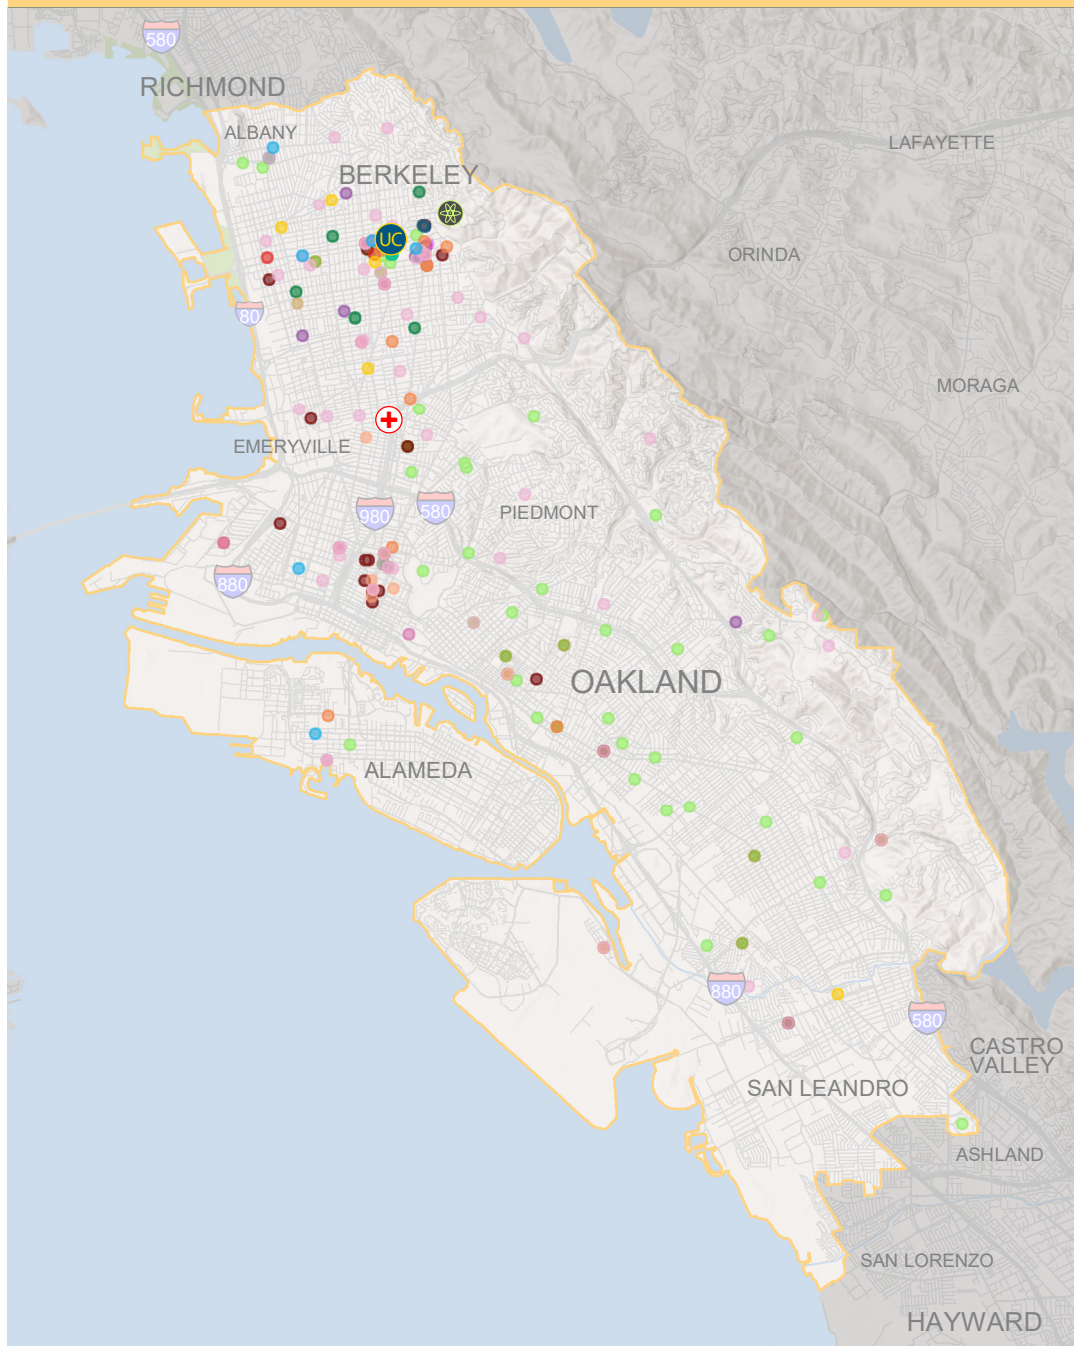 580
RICHMOND
ALBANY
LAFAYETTE
BERKELEY
UC
ORINDA
80
MORAGA
EMERYVILLE
980
580
PIEDMONT
880
OAKLAND
ALAMEDA
880
580
CASTRO
VALLEY
SAN LEANDRO
ASHLAND
SAN LORENZO
HAYWARD